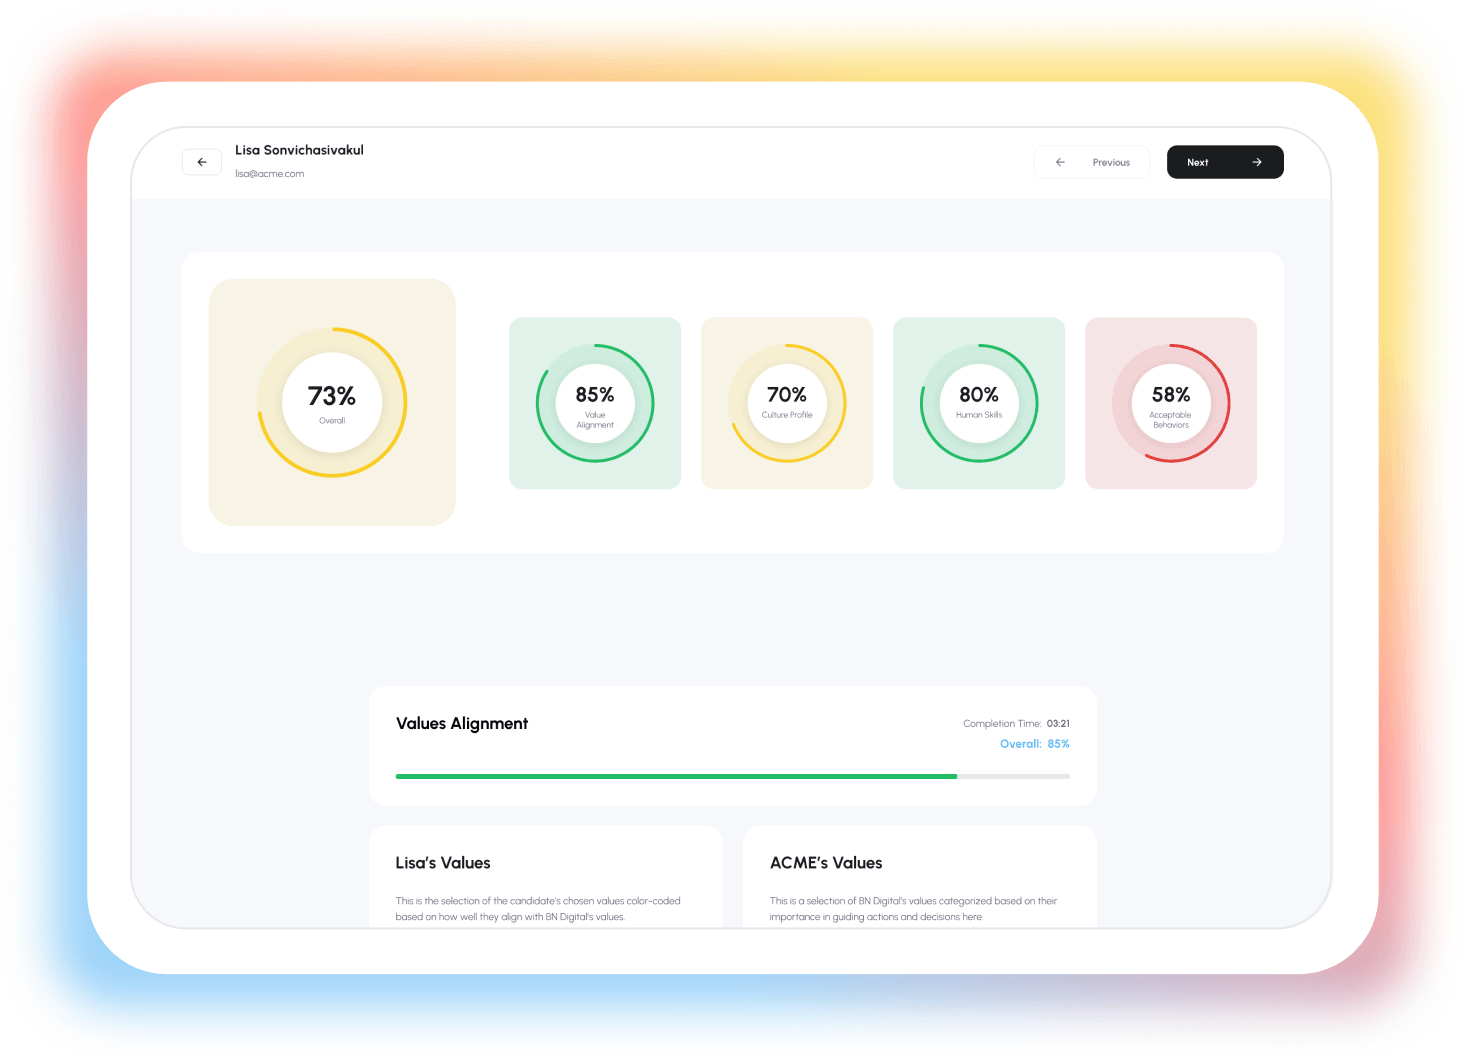 Lisa Sonvichasivakul
lisa@acme.com
Previous
Next
73%
Overall
85%
Value
Alignment
70%
Culture Profile
80%
Human Skills
58%
Acceptable
Behaviors
Values Alignment
Completion Time: 03:21
Overall: 85%
Lisa's Values
This is the selection of the candidate's chosen values color-coded
based on how well they align with BN Digital's values.
ACME's Values
This is a selection of BN Digital's values categorized based on their
importance in guiding actions and decisions here.